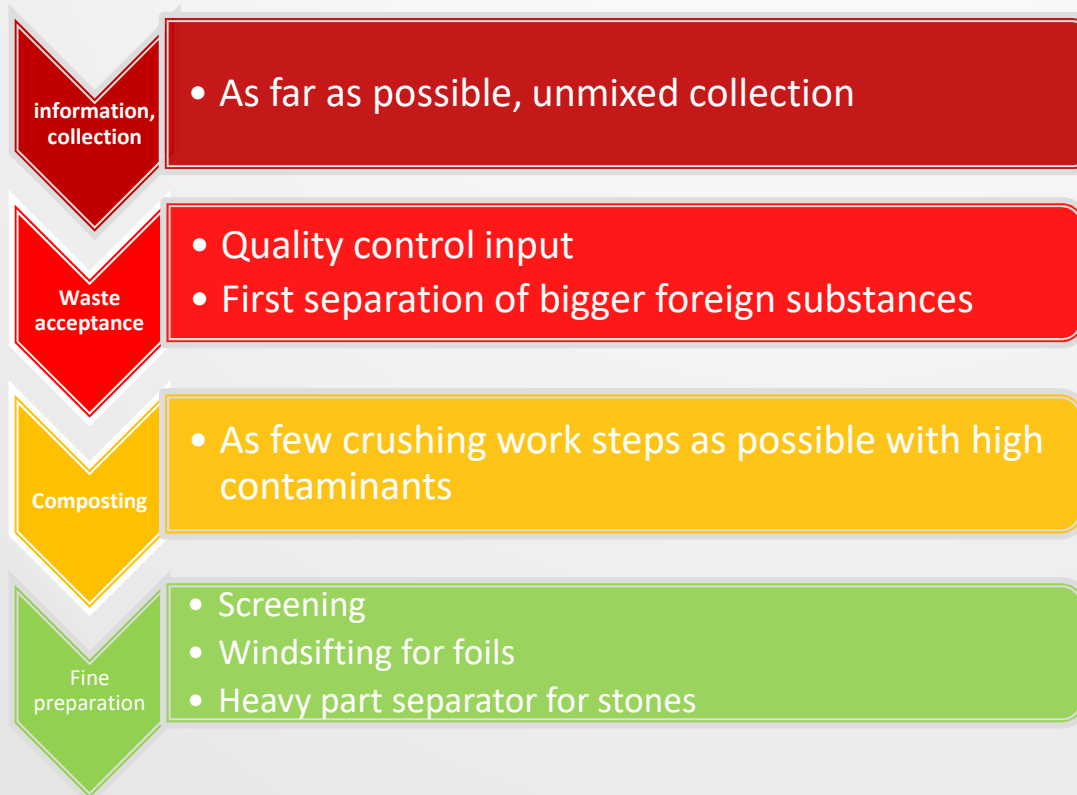 information,
collection
• As far as possible, unmixed collection
Waste
acceptance
• Quality control input
• First separation of bigger foreign substances
Composting
• As few crushing work steps as possible with high
contaminants
Fine
preparation
• Screening
• Windsifting for foils
• Heavy part separator for stones